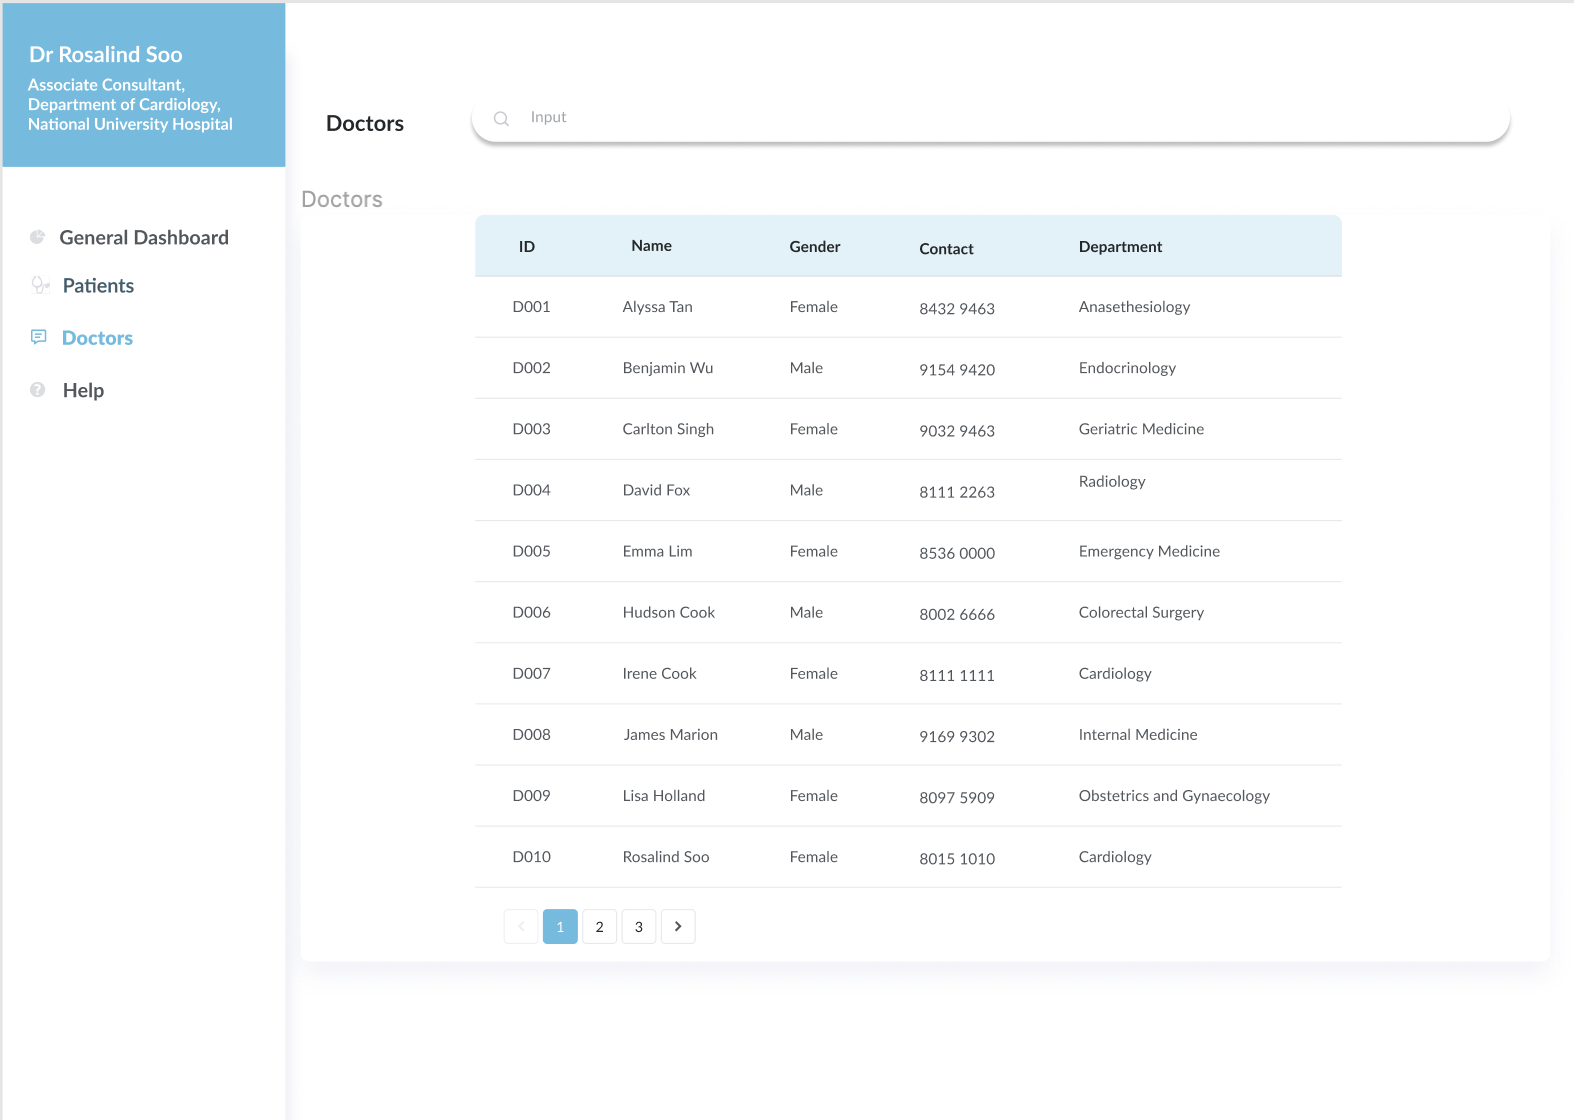 Dr Rosalind Soo
Associate Consultant,
Department of Cardiology,
National University Hospital
General Dashboard
Patients
Doctors
Help
Doctors
Input
Doctors
ID Name Gender Contact Department
D001 Alyssa Tan Female 8432 9463 Anasethesiology
D002 Benjamin Wu Male 9154 9420 Endocrinology
D003 Carlton Singh Female 9032 9463 Geriatric Medicine
D004 David Fox Male 8111 2263 Radiology
D005 Emma Lim Female 8536 0000 Emergency Medicine
D006 Hudson Cook Male 8002 6666 Colorectal Surgery
D007 Irene Cook Female 8111 1111 Cardiology
D008 James Marion Male 9169 9302 Internal Medicine
D009 Lisa Holland Female 8097 5909 Obstetrics and Gynaecology
D010 Rosalind Soo Female 8015 1010 Cardiology
1 2 3